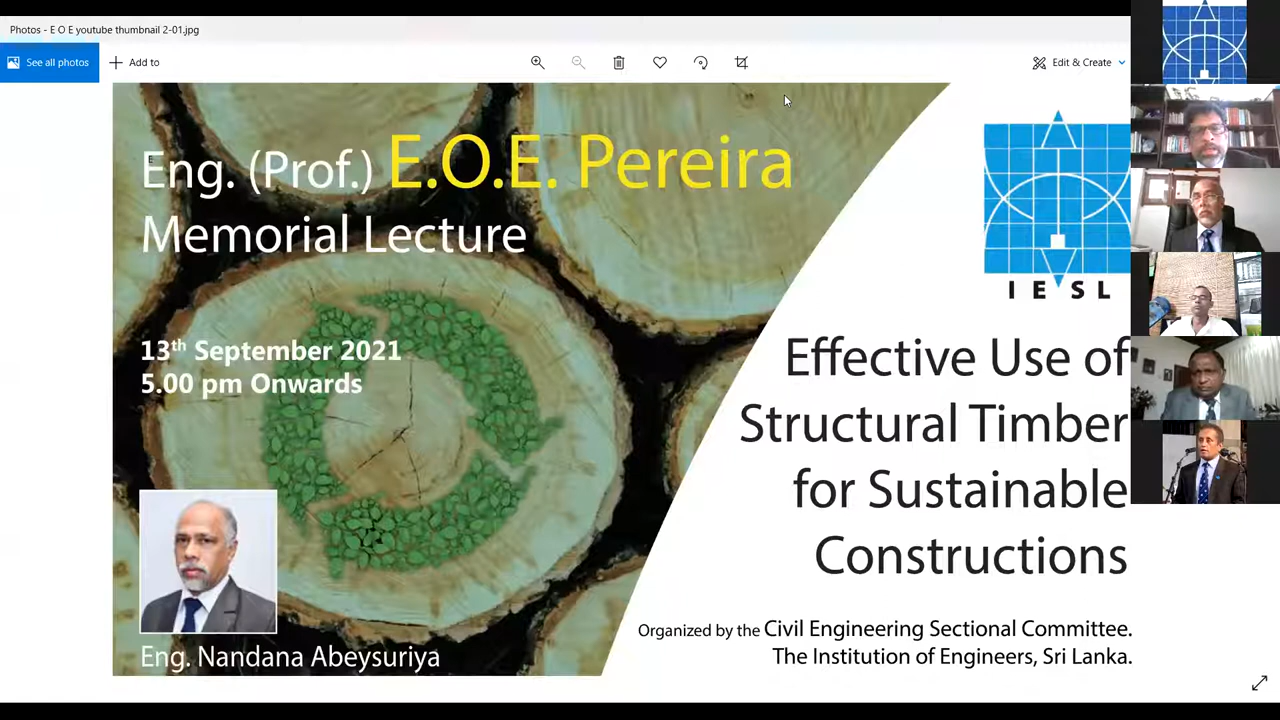 Photos - E O E youtube thumbnail 2-01.jpg
See all photos
Add to
Edit & Create
Eng. (Prof.) E.O.E. Pereira
Memorial Lecture
13th September 2021
5.00 pm Onwards
Eng. Nandana Abeysuriya
IESL
Effective Use of
Structural Timber
for Sustainable
Constructions
Organized by the Civil Engineering Sectional Committee.
The Institution of Engineers, Sri Lanka.